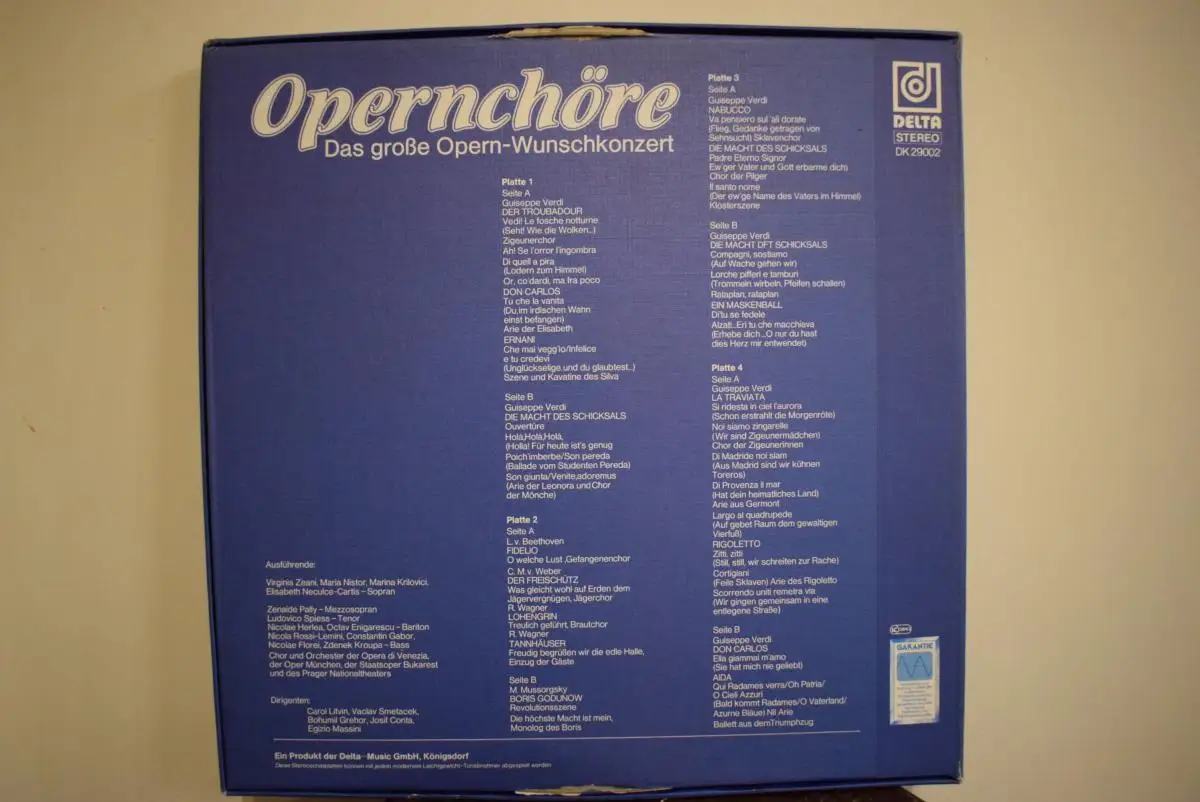 Opernchöre
Das große Opern-Wunschkonzert
Platte 1
Seite A
Guiseppe Verdi
DER TROUBADOUR
Vedi! Le fosche notturne
(Seht! Wie die Wolken..)
Zigeunerchor
Ah! Se l'orror l'ingombra
Di quell a pira
(Lodern zum Himmel)
Or, co'dardi, ma fra poco
DON CARLOS
Tu che la vanita
(Du,im irdischen Wahn
einst befangen)
Arie der Elisabeth
ERNANI
Che mai vegg'lo/Infelice
e tu credevi
(Unglückselige und du glaubtest..)
Szene und Kavatine des Silva
Seite B
Guiseppe Verdi
DIE MACHT DES SCHICKSALS
Ouvertüre
Holà,Holà,Holà,
(Holla! Für heute ist's genug
Poich'imberbe/Son pereda
(Ballade vom Studenten Pereda)
Son giunta/Venite,adoremus
(Arie der Leonora und Chor
der Mönche)
Platte 2
Seite A
L. v. Beethoven
FIDELIO
O welche Lust ,Gefangenenchor
C. M. v. Weber
DER FREISCHÜTZ
Was gleicht wohl auf Erden dem
Jägervergnügen, Jägerchor
R. Wagner
LOHENGRIN
Treulich geführt, Brautchor
R. Wagner
TANNHÄUSER
Freudig begrüßen wir die edle Halle,
Einzug der Gäste
Seite B
M. Mussorgsky
BORIS GODUNOW
Revolutionsszene
Die höchste Macht ist mein,
Monolog des Boris
Platte 3
Seite A
Guiseppe Verdi
NABUCCO
Va pensiero sul 'ali dorate
(Flieg, Gedanke getragen von
Sehnsucht) Sklavenchor
DIE MACHT DES SCHICKSALS
Padre Eterno Signor
Ew'ger Vater und Gott erbarme dich)
Chor der Pilger
Il santo nome
(Der ew'ge Name des Vaters im Himmel)
Klosterszene
Seite B
Guiseppe Verdi
DIE MACHT DFT SCHICKSALS
Compagni, sostiamo
(Auf Wache gehen wir)
Lorche pifferi e tamburi
(Trommeln wirbeln, Pfeifen schallen)
Rataplan, rataplan
EIN MASKENBALL
Di'tu se fedele
Alzati...Eri tu che macchiava
(Erhebe dich...O nur du hast
dies Herz mir entwendet)
Platte 4
Seite A
Guiseppe Verdi
LA TRAVIATA
Si ridesta in ciel l'aurora
(Schon erstrahlt die Morgenröte)
Noi siamo zingarelle
(Wir sind Zigeunermädchen)
Chor der Zigeunerinnen
Di Madride noi siam
(Aus Madrid sind wir kühnen
Toreros)
Di Provenza il mar
(Hat dein heimatliches Land)
Arie aus Germont
Largo al quadrupede
(Auf gebet Raum dem gewaltigen
Vierfuß)
RIGOLETTO
Zitti, zitti
(Still, still, wir schreiten zur Rache)
Cortigiani
(Feile Sklaven) Arie des Rigoletto
Scorrendo uniti remetra via
(Wir gingen gemeinsam in eine
entlegene Straße)
Seite B
Guiseppe Verdi
DON CARLOS
Ella giammai m'amo
(Sie hat mich nie geliebt)
AIDA
Qui Radames verra/Oh Patria/
O Cieli Azzuri
(Bald kommt Radames/O Vaterland/
Azurne Bläue) Nil Arie
Ballett aus demTriumphzug
DELTA
STEREO
DK 29002
Ausführende:
Virginia Zeani, Maria Nistor, Marina Krilovici,
Elisabeth Neculce-Cartis – Sopran
Zenaide Pally – Mezzosopran
Ludovico Spiess – Tenor
Nicolae Herlea, Octav Enigarescu – Bariton
Nicola Rossi-Lemini, Constantin Gabor,
Nicolae Florei, Zdenek Kroupa – Bass
Chor und Orchester der Opera di Venezia,
der Oper München, der Staatsoper Bukarest
und des Prager Nationaltheaters
Dirigenten:
Carol Litvin, Vaclav Smetacek,
Bohumil Grehor, Josif Conta,
Egizio Massini
Ein Produkt der Delta–Music GmbH, Königsdorf
Diese Stereoschallplatten können mit jedem modernen Leichtgewicht-Tonabnehmer abgespielt werden
GARANTIE